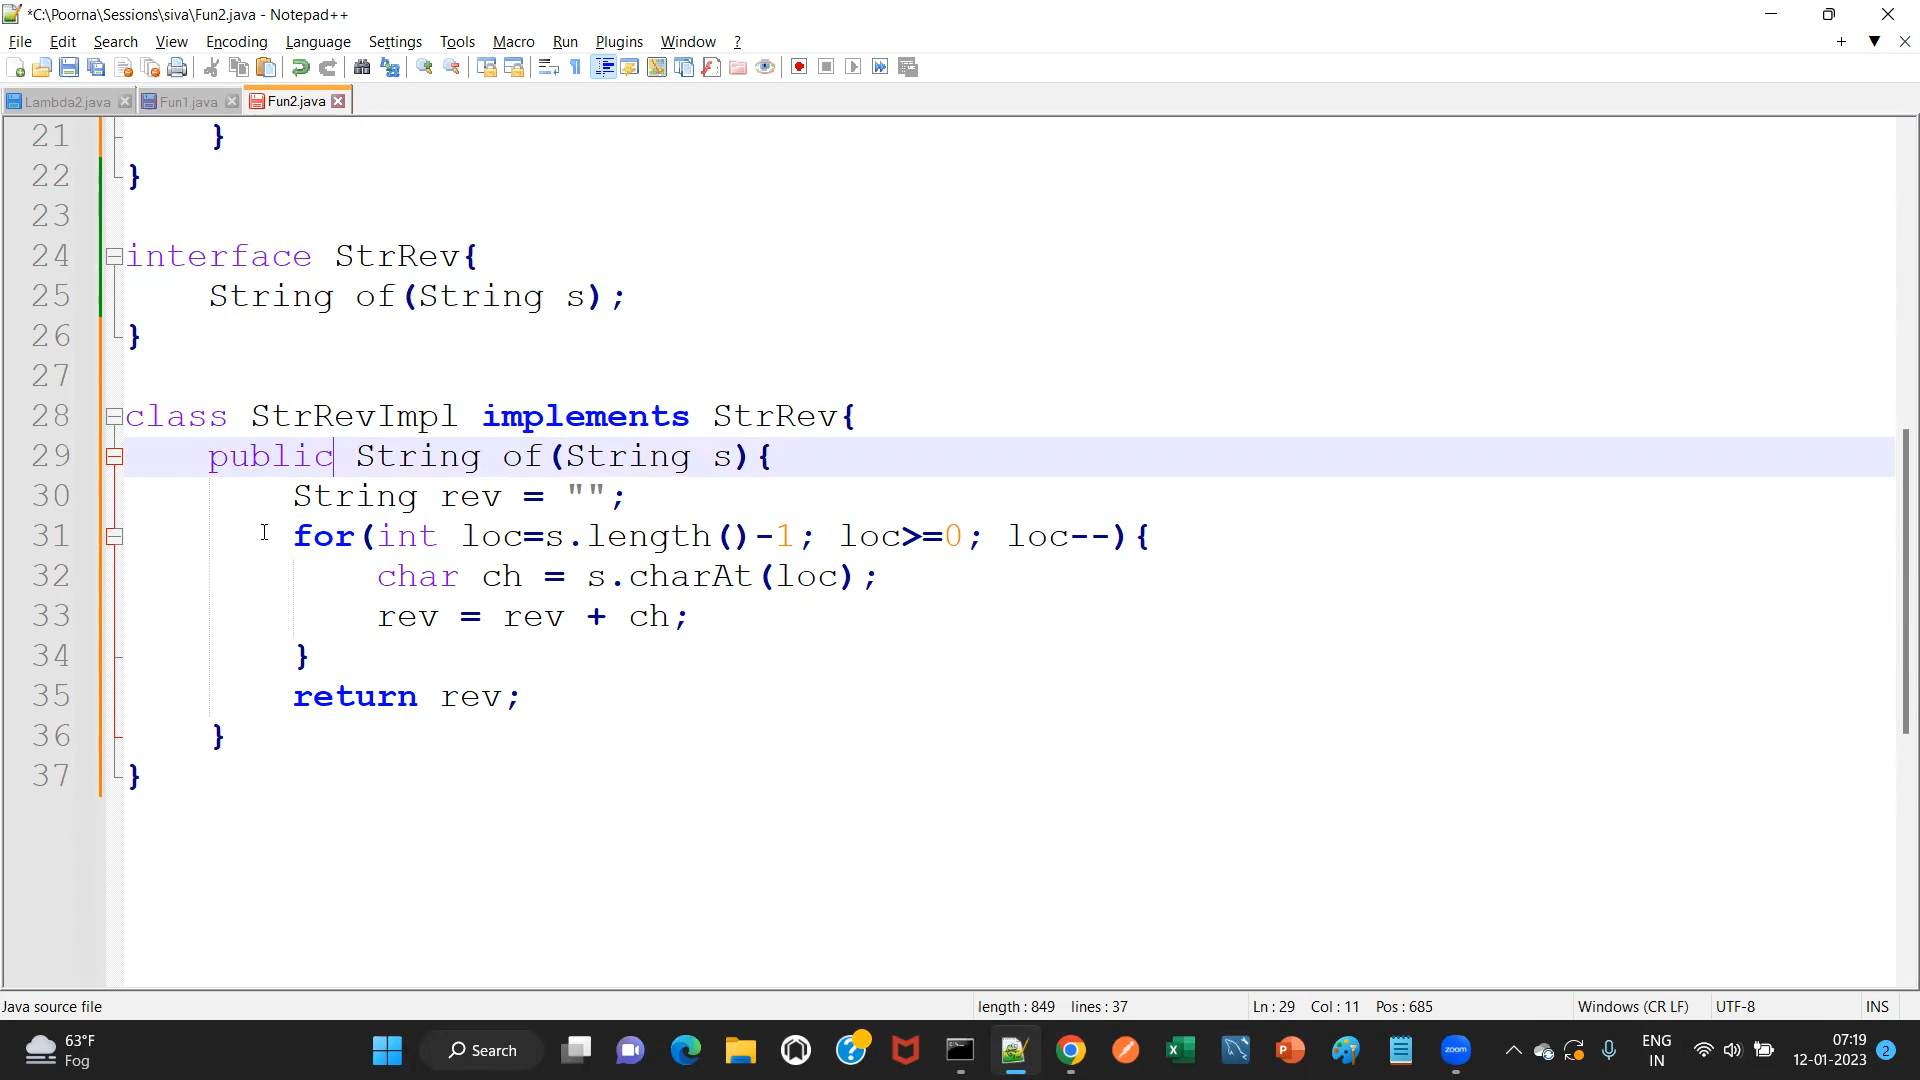 *C:\Poorna\Sessions\siva\Fun2.java - Notepad++
File Edit Search View Encoding Language Settings Tools Macro Run Plugins Window ?
Lambda2.java Fun1.java Fun2.java
21 }
22 }
23
24 interface StrRev{
25 String of(String s);
26 }
27
28 class StrRevImpl implements StrRev{
29 public String of(String s){
30 String rev = "";
31 for(int loc=s.length()-1; loc>=0; loc--){
32 char ch = s.charAt(loc);
33 rev = rev + ch;
34 }
35 return rev;
36 }
37 }
Java source file length : 849 lines : 37 Ln : 29 Col : 11 Pos : 685 Windows (CR LF) UTF-8 INS
63°F
Fog
Search
zoom
ENG
IN
07:19
12-01-2023
2